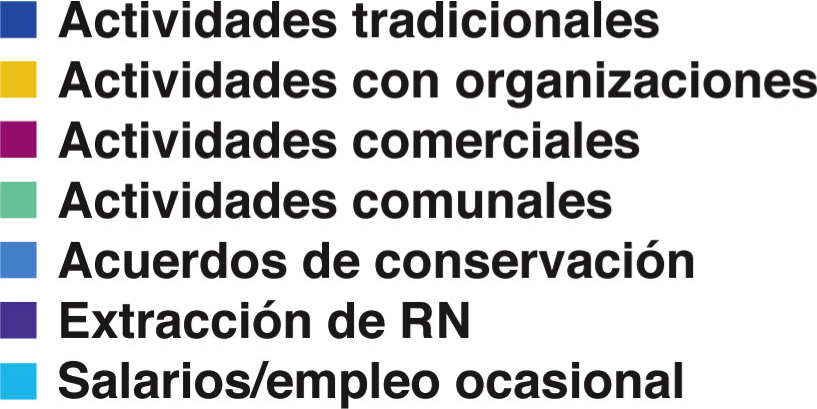 Actividades tradicionales
Actividades con organizaciones
Actividades comerciales
Actividades comunales
Acuerdos de conservación
Extracción de RN
Salarios/empleo ocasional